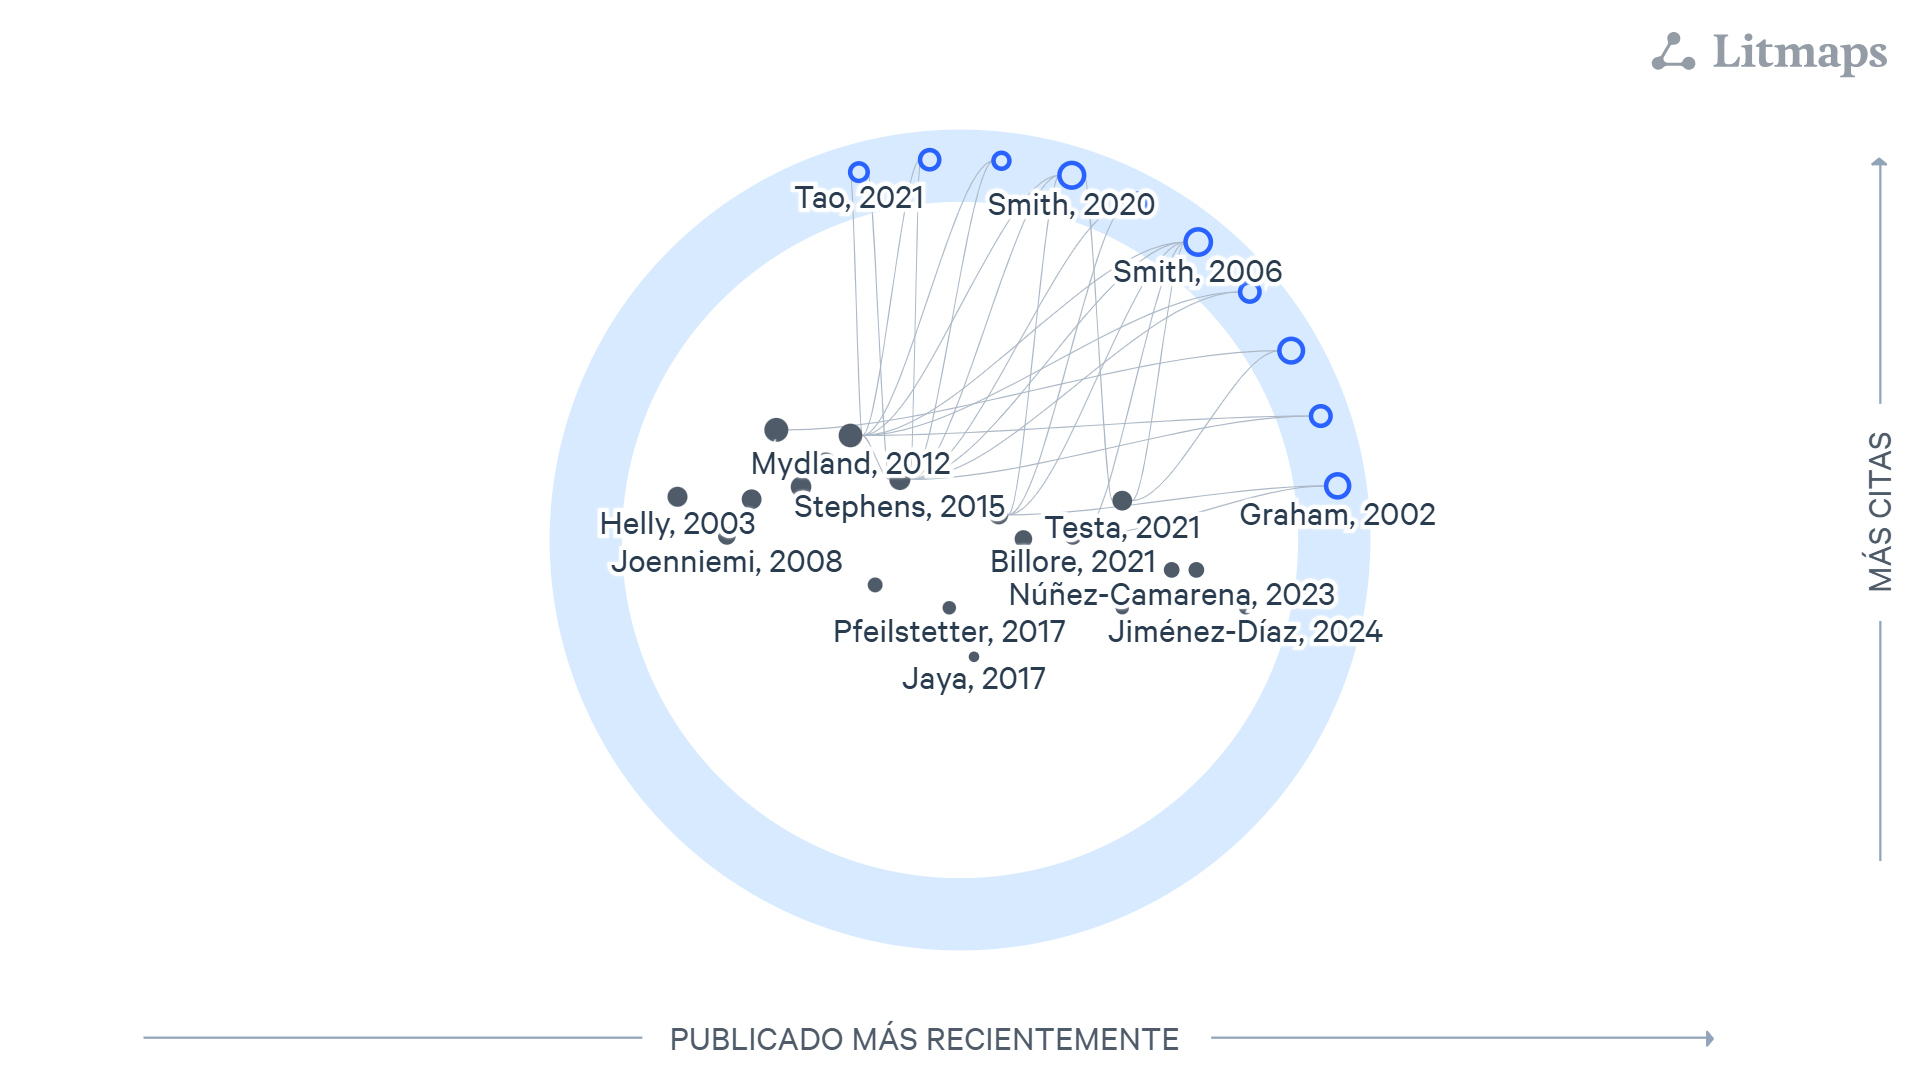 Litmaps
Tao, 2021
Smith, 2020
Smith, 2006
Mydland, 2012
Stephens, 2015
Graham, 2002
Helly, 2003
Testa, 2021
Joenniemi, 2008
Billore, 2021
Núñez-Camarena, 2023
Pfeilstetter, 2017
Jiménez-Díaz, 2024
Jaya, 2017
MÁS CITAS
PUBLICADO MÁS RECIENTEMENTE